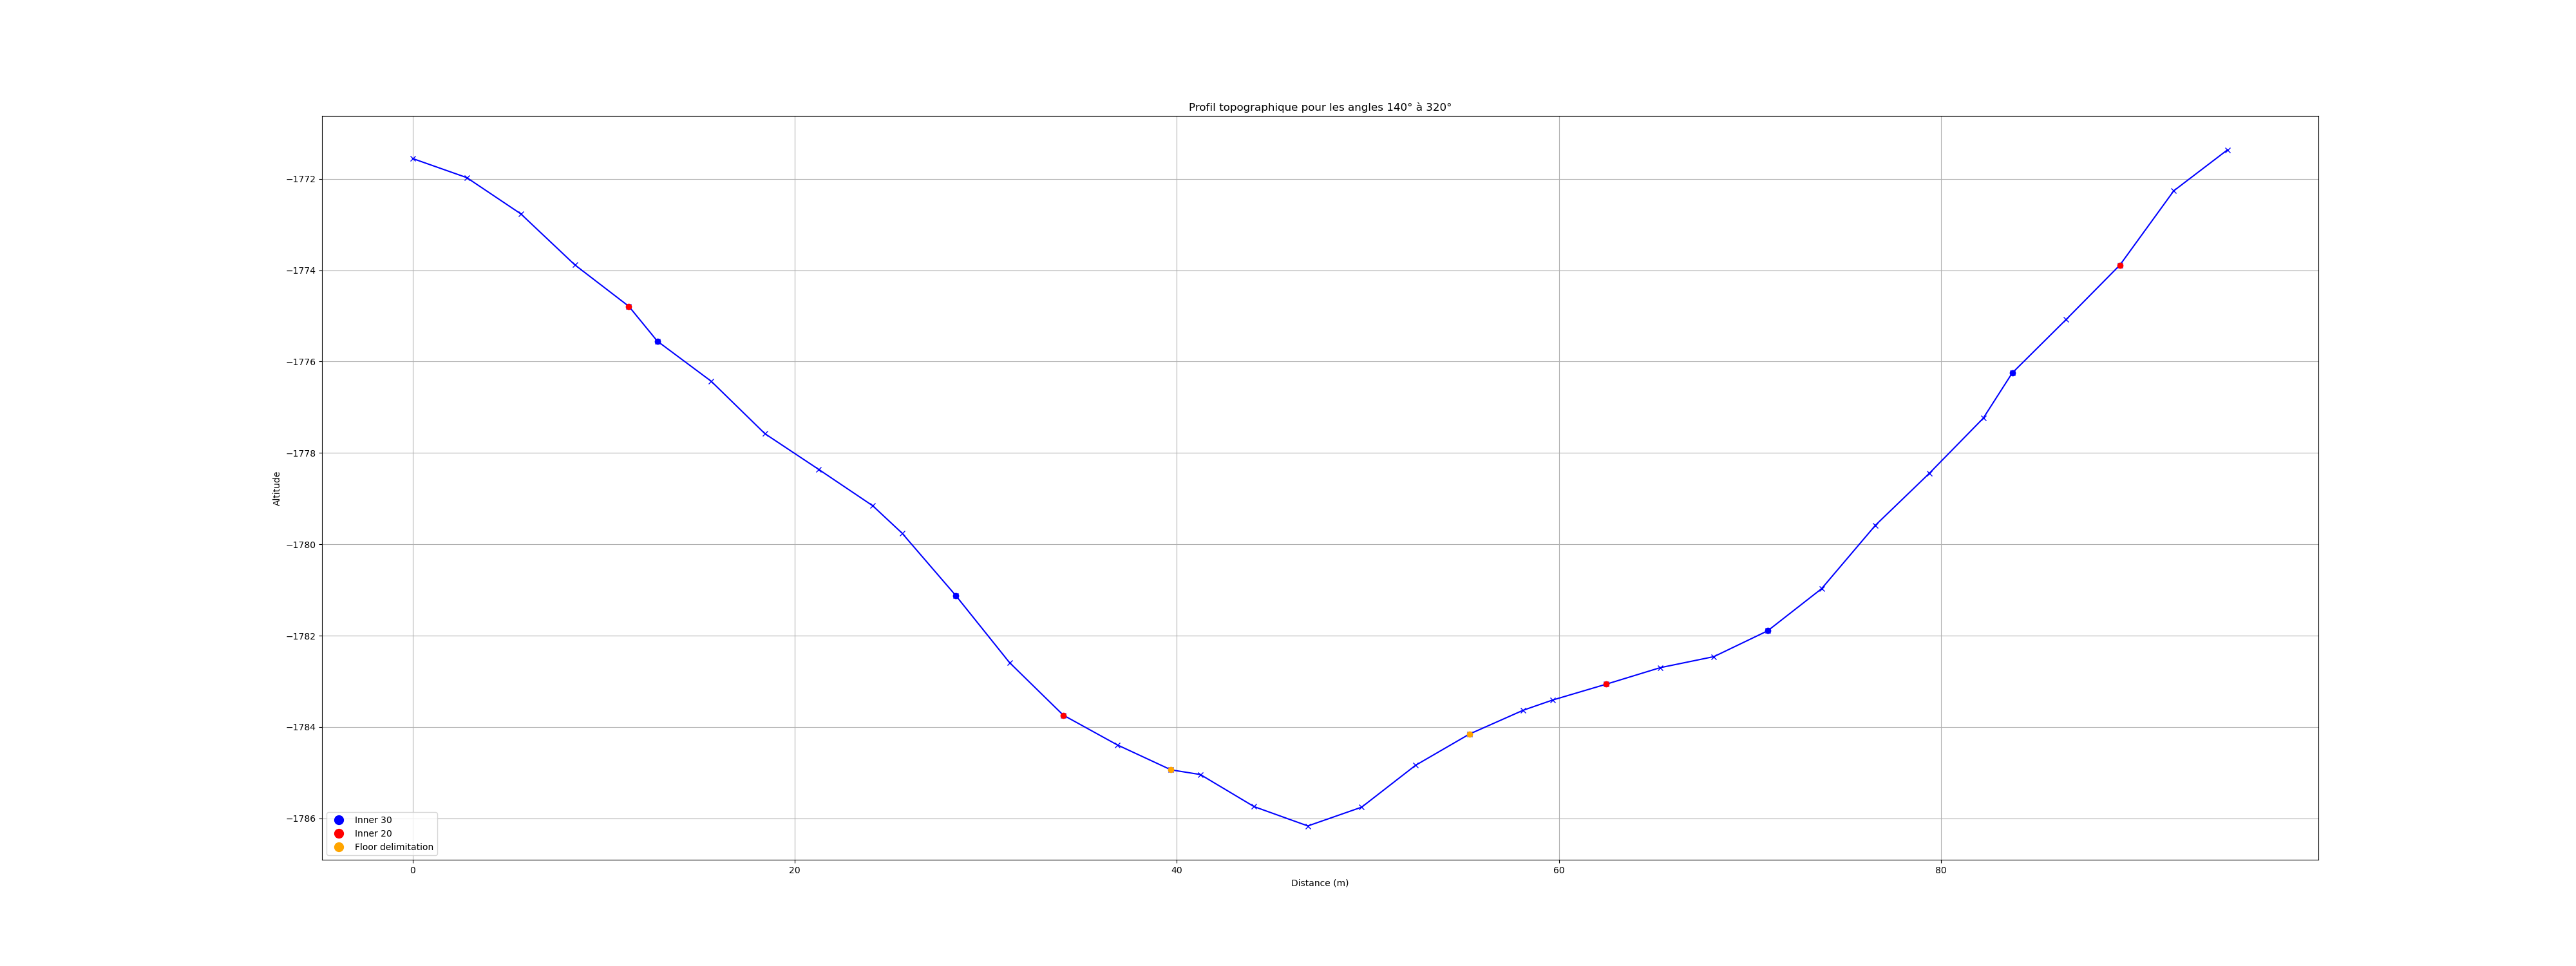 Profil topographique pour les angles 140° à 320°
Altitude
−1772
−1774
−1776
−1778
−1780
−1782
−1784
−1786
Inner 30
Inner 20
Floor delimitation
0
20
40
60
80
Distance (m)